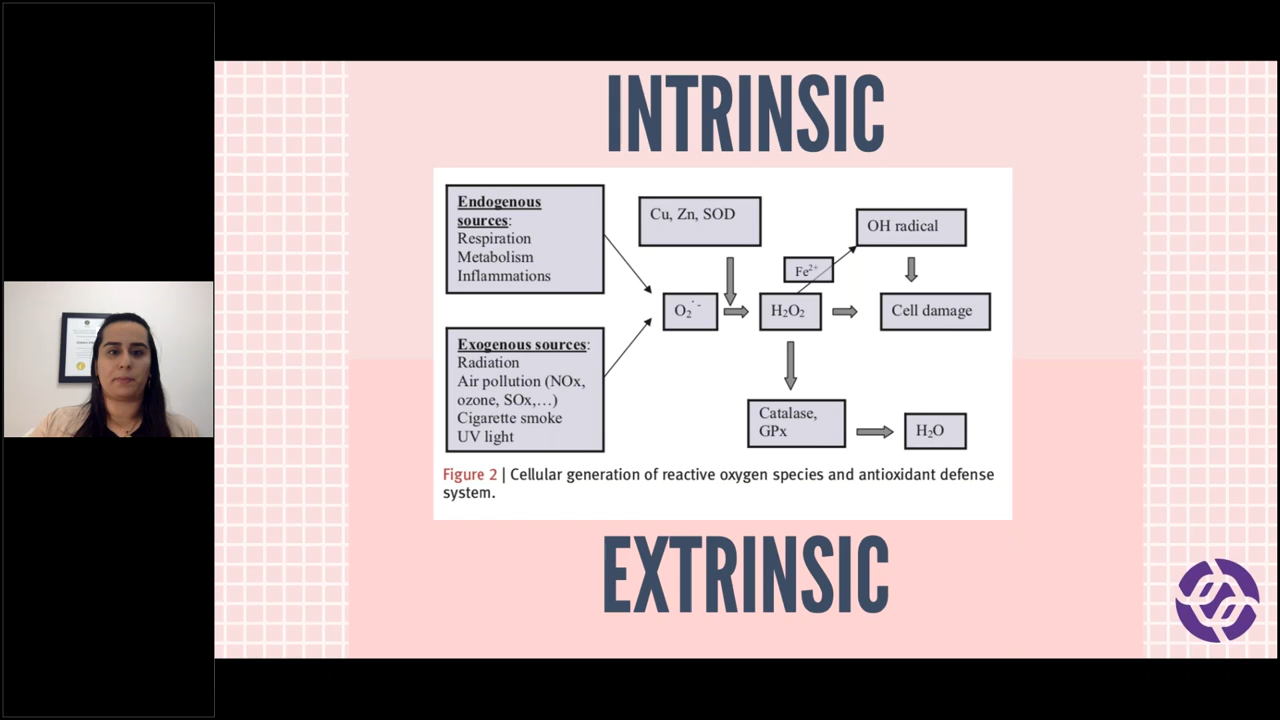 INTRINSIC
Endogenous
sources:
Respiration
Metabolism
Inflammations
Exogenous sources:
Radiation
Air pollution (NOx,
ozone, SOx,…)
Cigarette smoke
UV light
Cu, Zn, SOD
O₂˙⁻
H₂O₂
Fe²⁺
OH radical
Cell damage
Catalase,
GPx
H₂O
Figure 2 | Cellular generation of reactive oxygen species and antioxidant defense
system.
EXTRINSIC